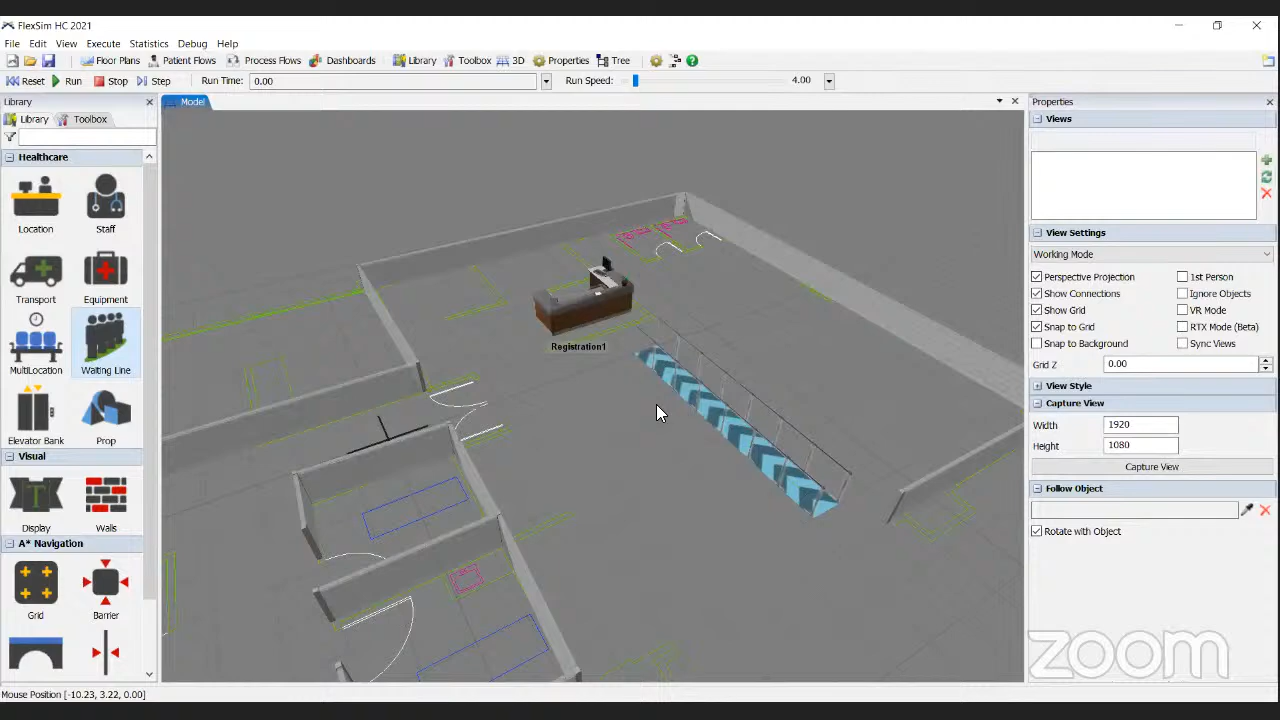 FlexSim HC 2021
File Edit View Execute Statistics Debug Help
Floor Plans Patient Flows Process Flows Dashboards Library Toolbox 3D Properties Tree
Reset Run Stop Step Run Time: 0.00 Run Speed: 4.00
Library
Library Toolbox
Healthcare
Location Staff
Transport Equipment
MultiLocation Waiting Line
Elevator Bank Prop
Visual
Display Walls
A* Navigation
Grid Barrier
Mouse Position [-10.23, 3.22, 0.00]
Model
Registration1
Properties
Views
View Settings
Working Mode
Perspective Projection 1st Person
Show Connections Ignore Objects
Show Grid VR Mode
Snap to Grid RTX Mode (Beta)
Snap to Background Sync Views
Grid Z 0.00
View Style
Capture View
Width 1920
Height 1080
Capture View
Follow Object
Rotate with Object
zoom